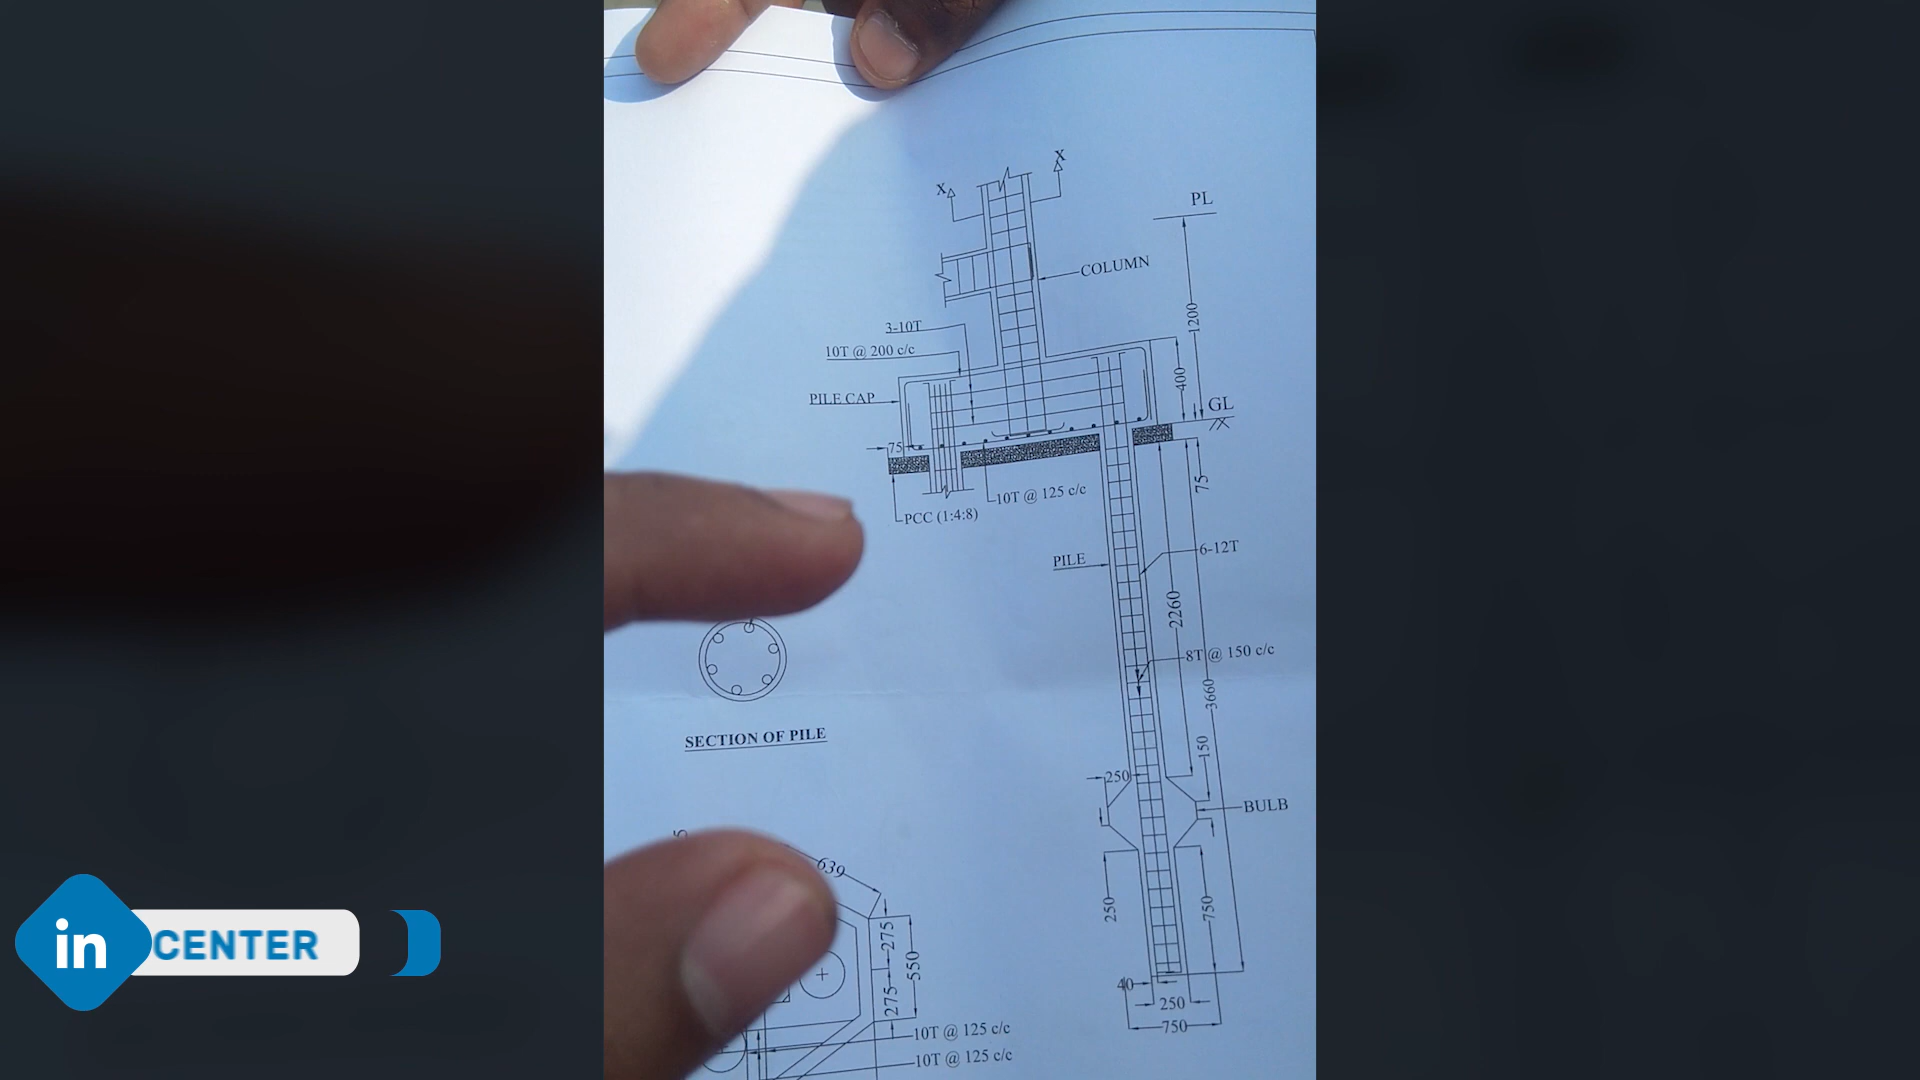 X
X
PL
COLUMN
1200
3-10T
10T @ 200 c/c
400
PILE CAP
GL
75
75
10T @ 125 c/c
PCC (1:4:8)
6-12T
PILE
2260
8T @ 150 c/c
3660
SECTION OF PILE
150
250
BULB
639
250
750
275
550
275
40
250
750
10T @ 125 c/c
10T @ 125 c/c
in CENTER